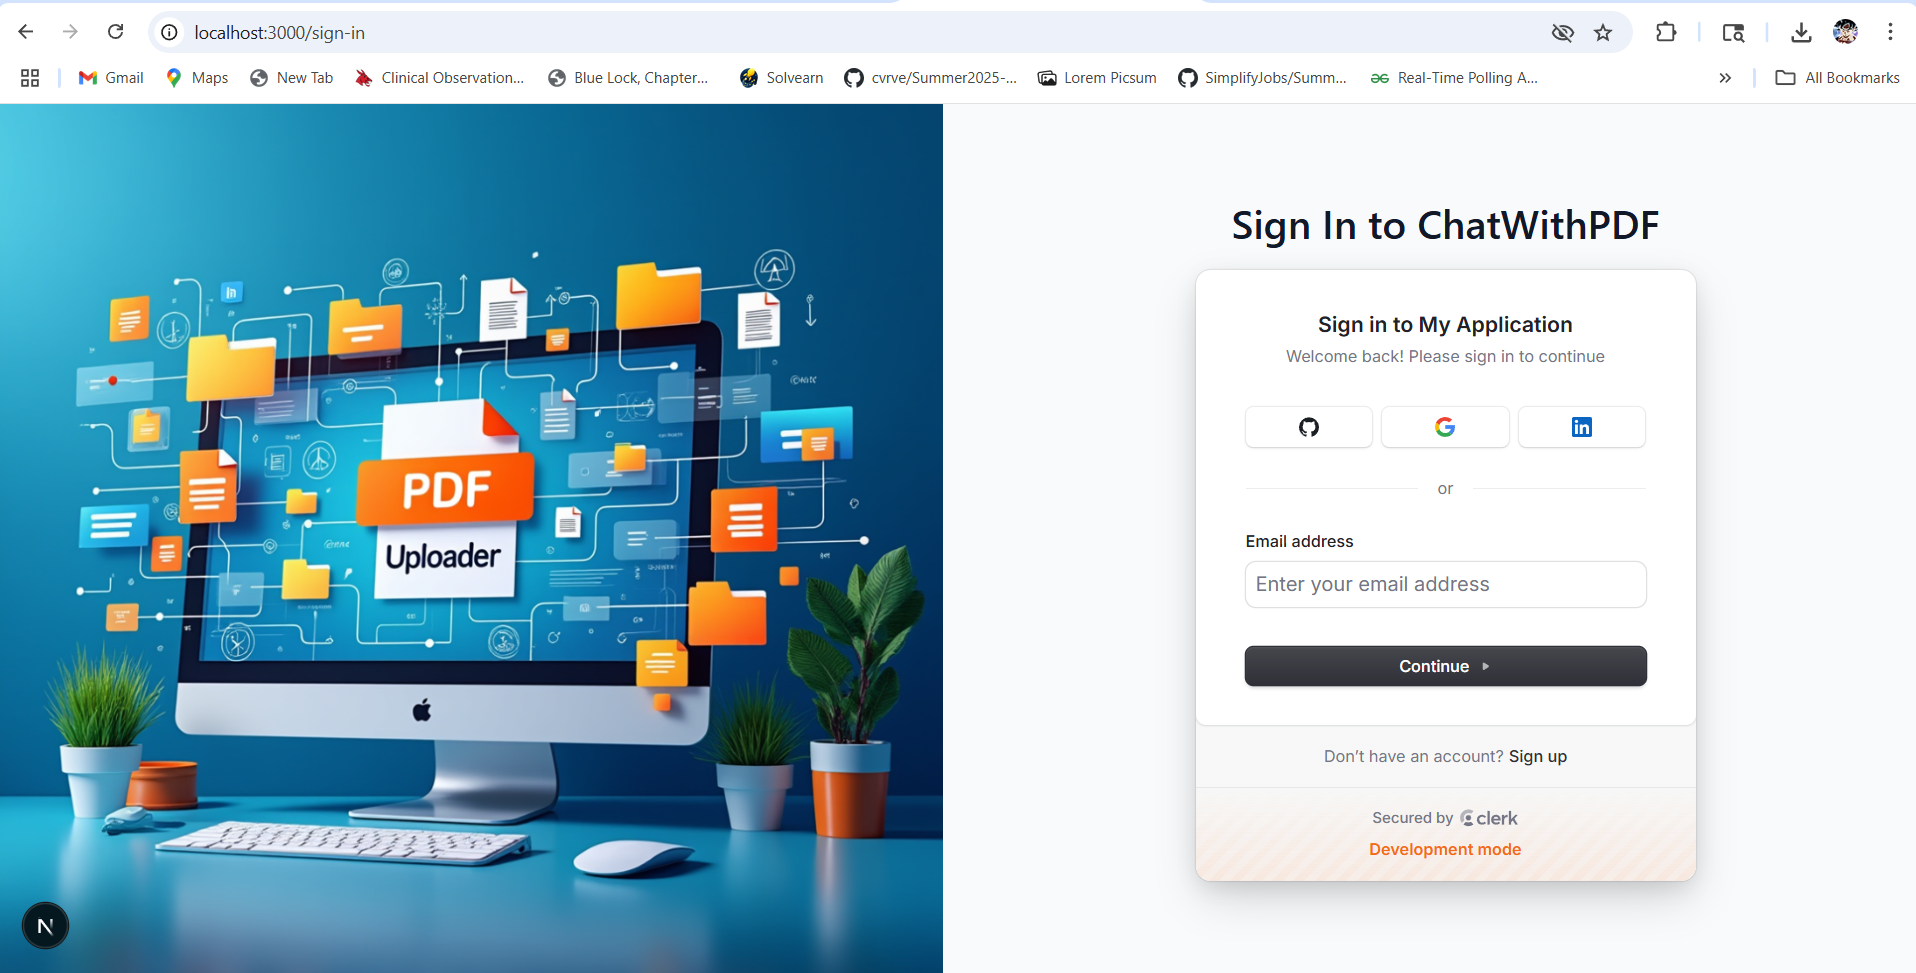 localhost:3000/sign-in
Gmail
Maps
New Tab
Clinical Observation...
Blue Lock, Chapter...
Solvearn
cvrve/Summer2025-...
Lorem Picsum
SimplifyJobs/Summ...
Real-Time Polling A...
All Bookmarks
in
PDF
Uploader
N
Sign In to ChatWithPDF
Sign in to My Application
Welcome back! Please sign in to continue
in
or
Email address
Enter your email address
Continue
Don’t have an account? Sign up
Secured by clerk
Development mode